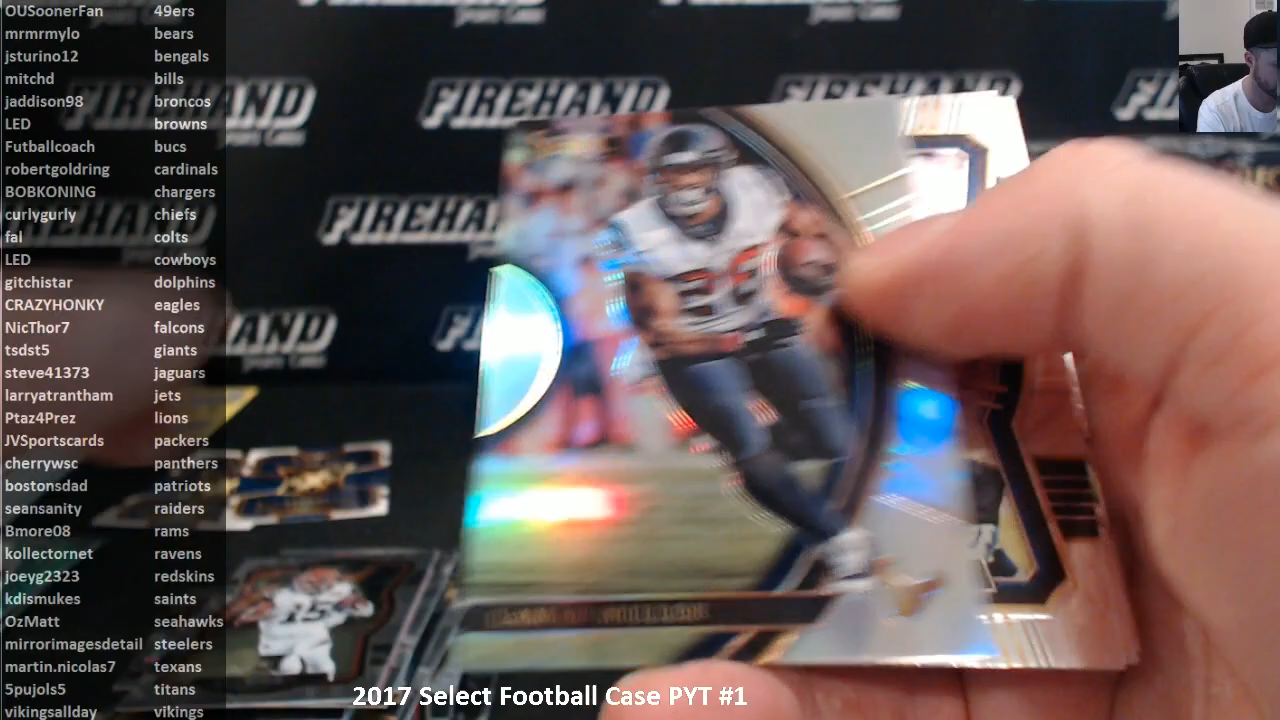 OUSoonerFan 49ers
mrmrmylo bears
jsturino12 bengals
mitchd bills
jaddison98 broncos
LED browns
Futballcoach bucs
robertgoldring cardinals
BOBKONING chargers
curlygurly chiefs
fal colts
LED cowboys
gitchistar dolphins
CRAZYHONKY eagles
NicThor7 falcons
tsdst5 giants
steve41373 jaguars
larryatrantham jets
Ptaz4Prez lions
JVSportscards packers
cherrywsc panthers
bostonsdad patriots
seansanity raiders
Bmore08 rams
kollectornet ravens
joeyg2323 redskins
kdismukes saints
OzMatt seahawks
mirrorimagesdetail steelers
martin.nicolas7 texans
5pujols5 titans
vikingsallday vikings
FIREHAND FIREHAND FIREHAND
FIREHAND
FIREHAND
2017 Select Football Case PYT #1